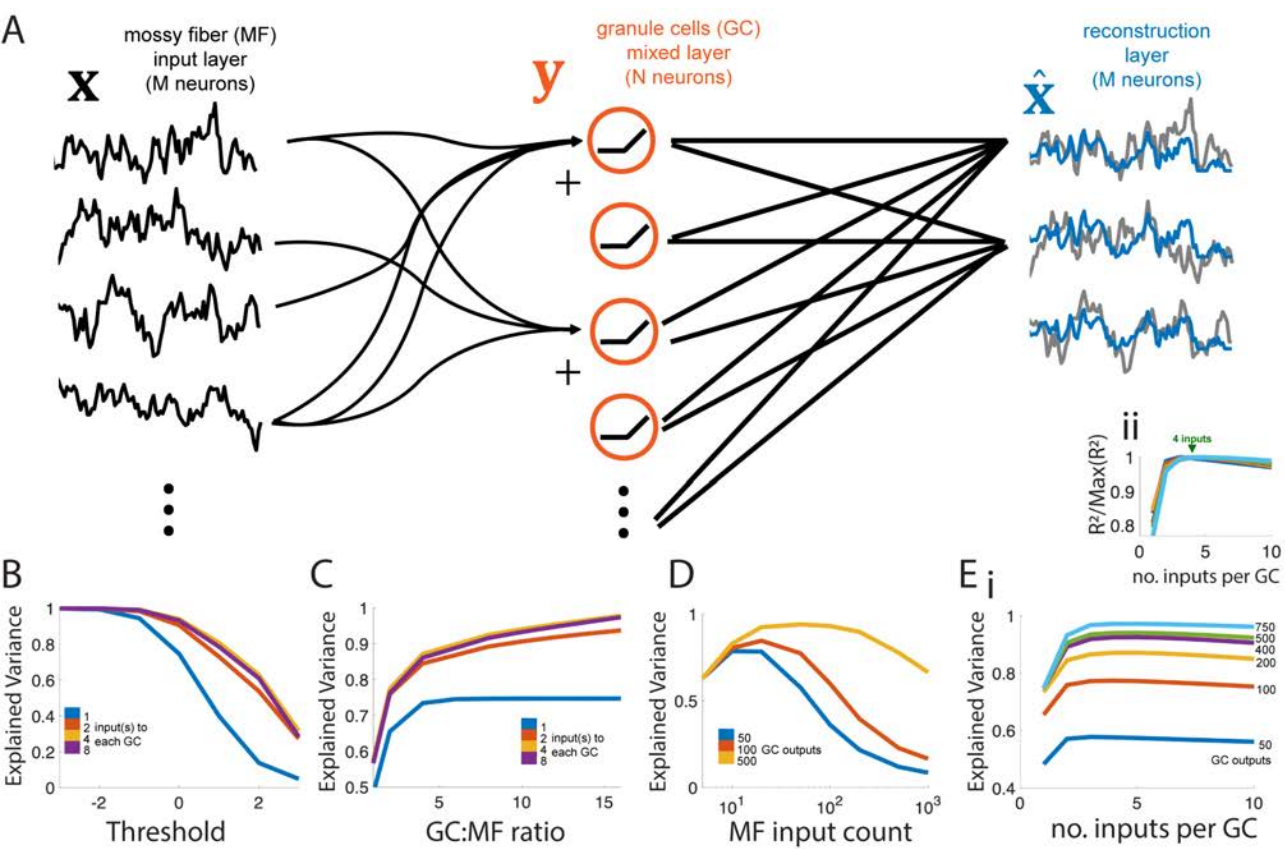 A
mossy fiber (MF)
input layer
(M neurons)
x
granule cells (GC)
mixed layer
(N neurons)
y
reconstruction
layer
(M neurons)
x̂
+
+
ii
4 inputs
R²/Max(R²)
1
0.9
0.8
0 5 10
no. inputs per GC
B
Explained Variance
1
0.8
0.6
0.4
0.2
0
-2 0 2
Threshold
1
2 input(s) to
4 each GC
8
C
Explained Variance
1
0.9
0.8
0.7
0.6
0.5
5 10 15
GC:MF ratio
1
2 input(s) to
4 each GC
8
D
Explained Variance
1
0.5
0
10¹ 10² 10³
MF input count
50
100 GC outputs
500
E i
Explained Variance
1
0.8
0.6
0.4
0 5 10
no. inputs per GC
750
500
400
200
100
50
GC outputs